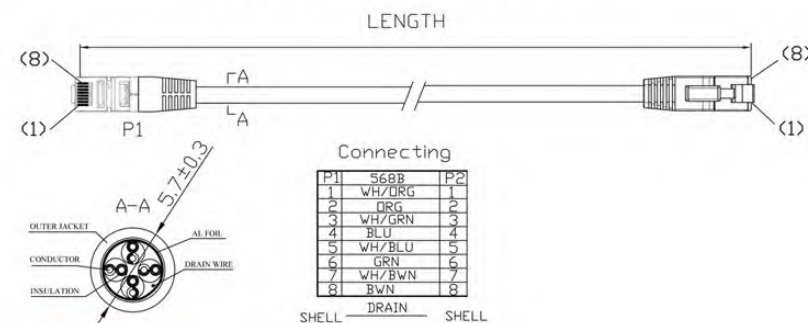 LENGTH
(8)
(8)
A
A
(1)
(1)
P1
Connecting
5.7±0.3
A-A
P1 568B P2
1 WH/ORG 1
2 ORG 2
3 WH/GRN 3
4 BLU 4
5 WH/BLU 5
6 GRN 6
7 WH/BWN 7
8 BWN 8
SHELL DRAIN SHELL
OUTER JACKET
AL FOIL
CONDUCTOR
DRAIN WIRE
INSULATION